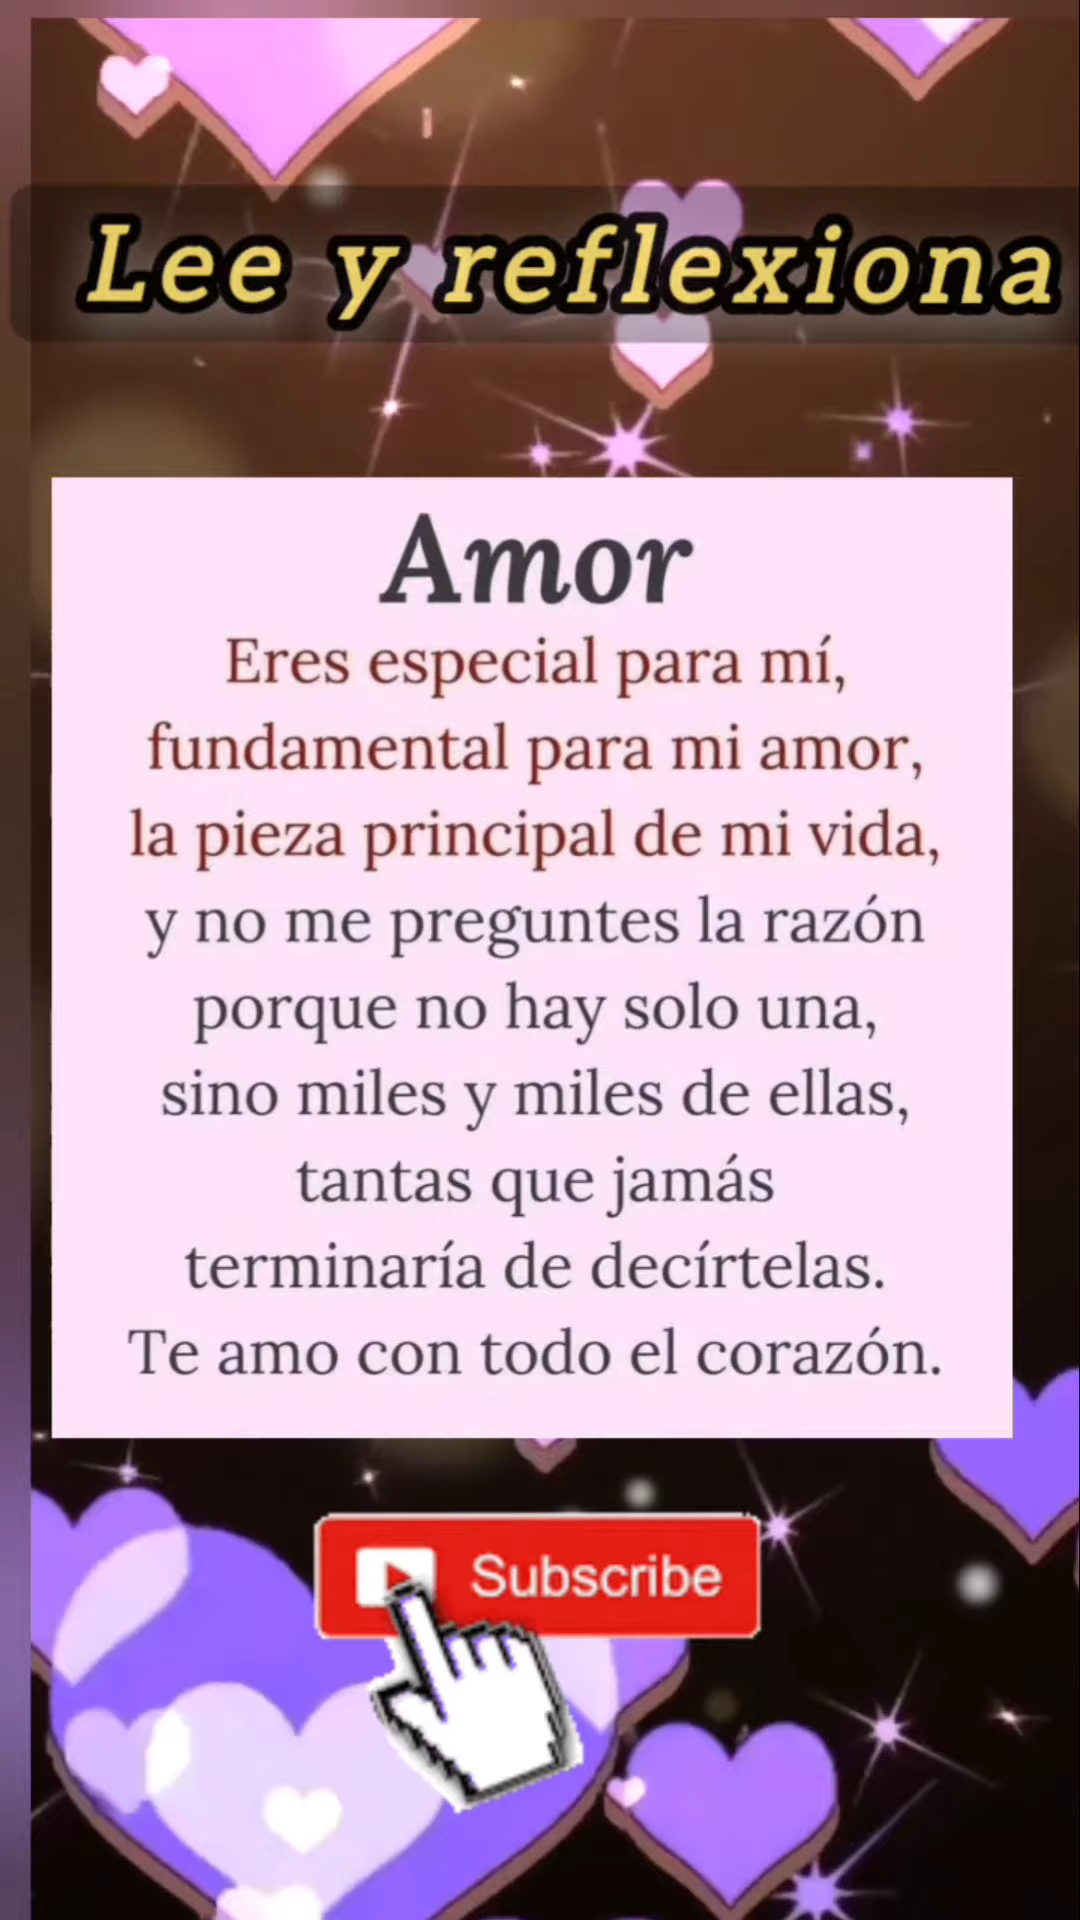 Lee y reflexiona
Amor
Eres especial para mí,
fundamental para mi amor,
la pieza principal de mi vida,
y no me preguntes la razón
porque no hay solo una,
sino miles y miles de ellas,
tantas que jamás
terminaría de decírtelas.
Te amo con todo el corazón.
Subscribe